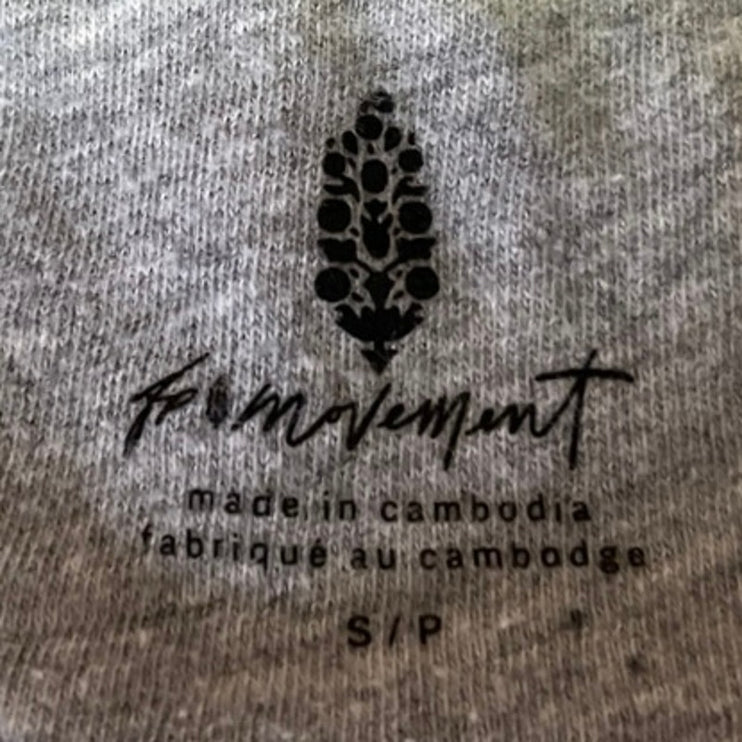 fp movement
made in cambodia
fabriqué au cambodge
S / P